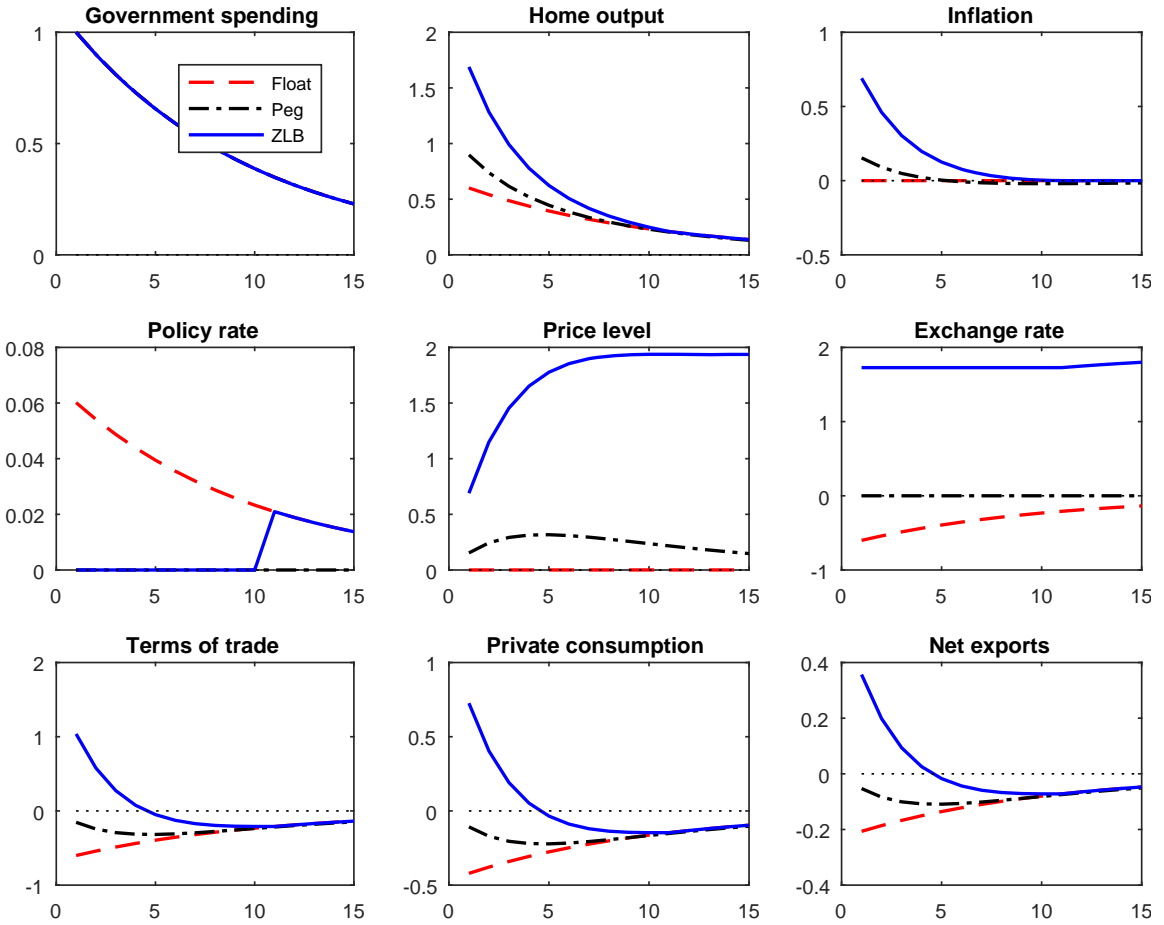 Government spending
1
0.5
0
0 5 10 15
Float
Peg
ZLB
Home output
2
1.5
1
0.5
0
0 5 10 15
Inflation
1
0.5
0
-0.5
0 5 10 15
Policy rate
0.08
0.06
0.04
0.02
0
0 5 10 15
Price level
2
1.5
1
0.5
0
0 5 10 15
Exchange rate
2
1
0
-1
0 5 10 15
Terms of trade
2
1
0
-1
0 5 10 15
Private consumption
1
0.5
0
-0.5
0 5 10 15
Net exports
0.4
0.2
0
-0.2
-0.4
0 5 10 15